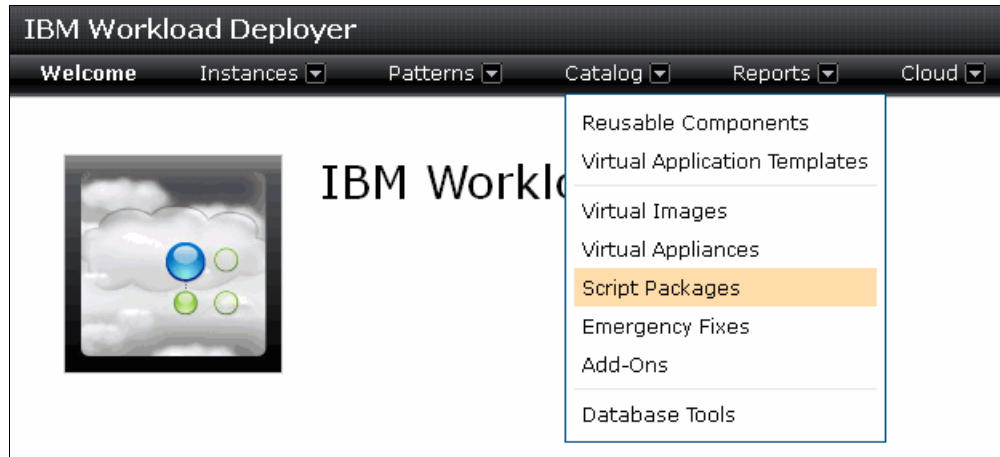 IBM Workload Deployer
Welcome Instances Patterns Catalog Reports Cloud
Reusable Components
Virtual Application Templates
IBM
Virtual Images
Virtual Appliances
Script Packages
Emergency Fixes
Add-Ons
Database Tools